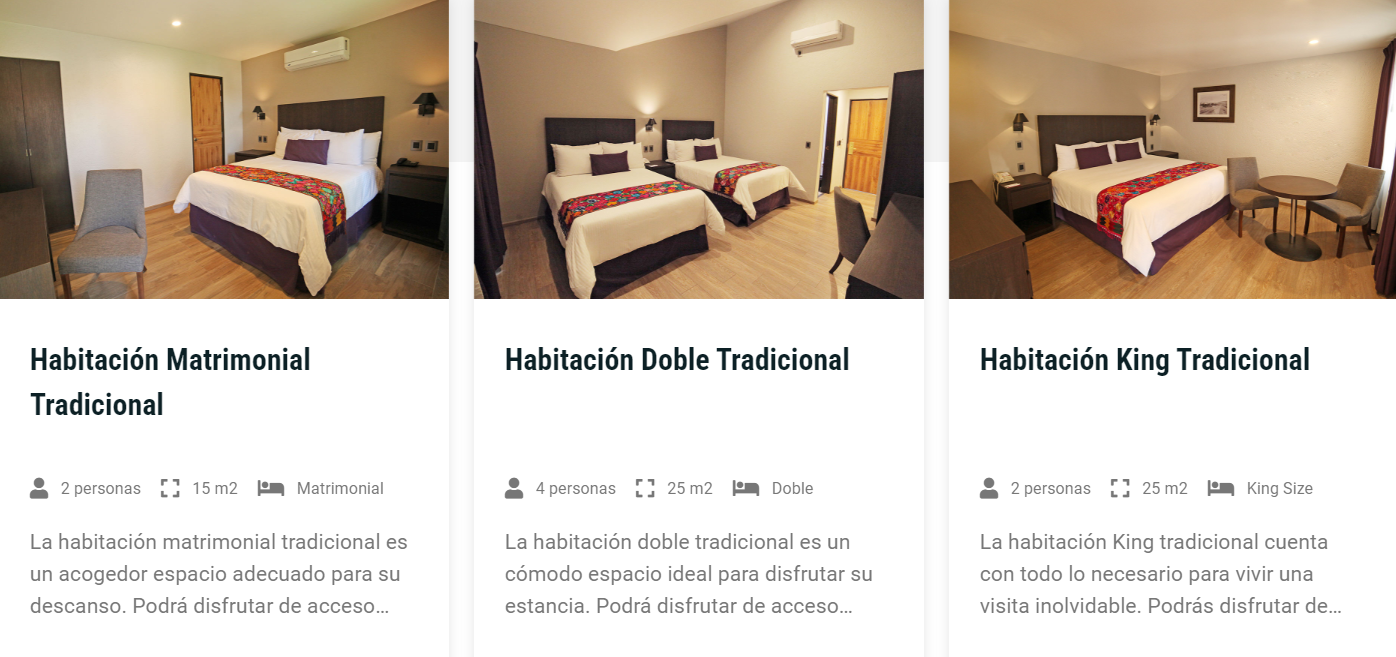 Habitación Matrimonial
Tradicional
2 personas 15 m2 Matrimonial
La habitación matrimonial tradicional es
un acogedor espacio adecuado para su
descanso. Podrá disfrutar de acceso...
Habitación Doble Tradicional
4 personas 25 m2 Doble
La habitación doble tradicional es un
cómodo espacio ideal para disfrutar su
estancia. Podrá disfrutar de acceso...
Habitación King Tradicional
2 personas 25 m2 King Size
La habitación King tradicional cuenta
con todo lo necesario para vivir una
visita inolvidable. Podrás disfrutar de...